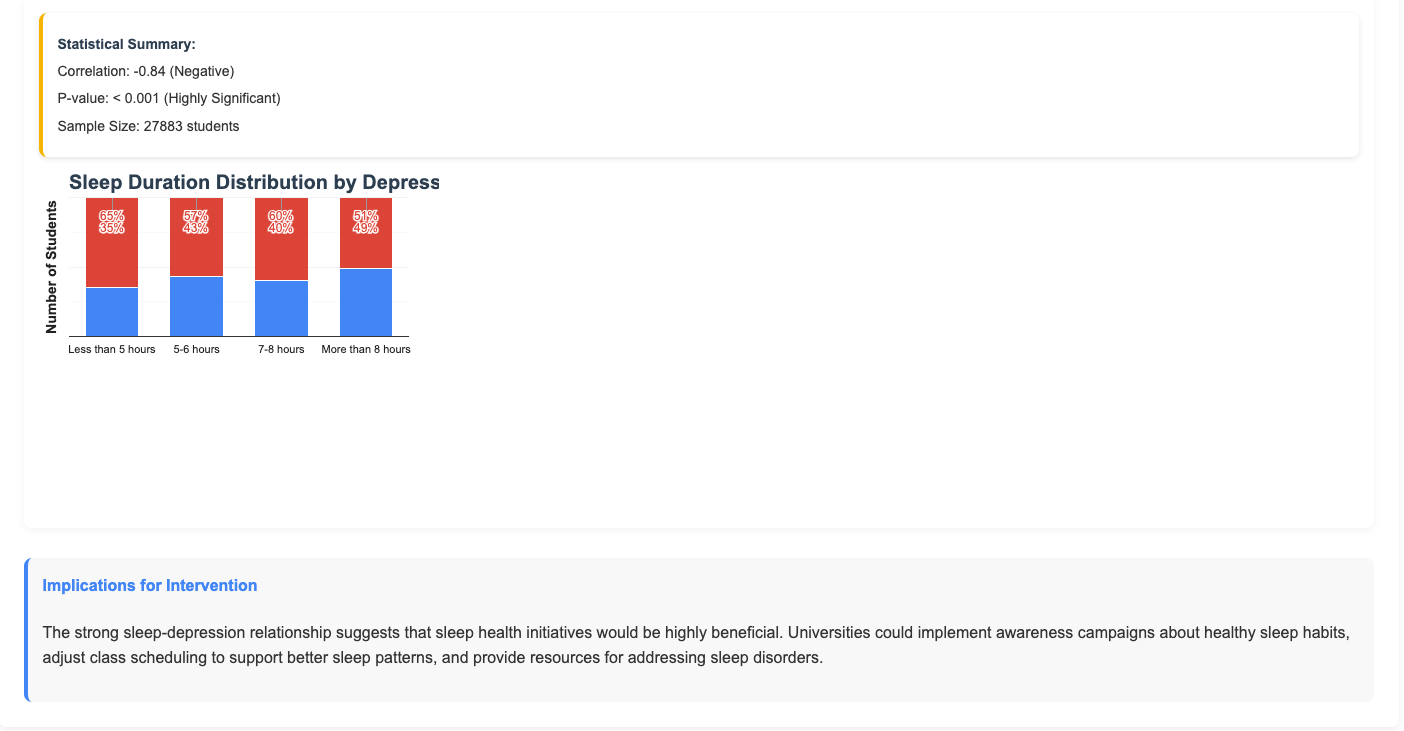 Statistical Summary:
Correlation: -0.84 (Negative)
P-value: < 0.001 (Highly Significant)
Sample Size: 27883 students
Sleep Duration Distribution by Depress
Number of Students
65% 57% 60% 51%
35% 43% 40% 49%
Less than 5 hours 5-6 hours 7-8 hours More than 8 hours
Implications for Intervention
The strong sleep-depression relationship suggests that sleep health initiatives would be highly beneficial. Universities could implement awareness campaigns about healthy sleep habits,
adjust class scheduling to support better sleep patterns, and provide resources for addressing sleep disorders.